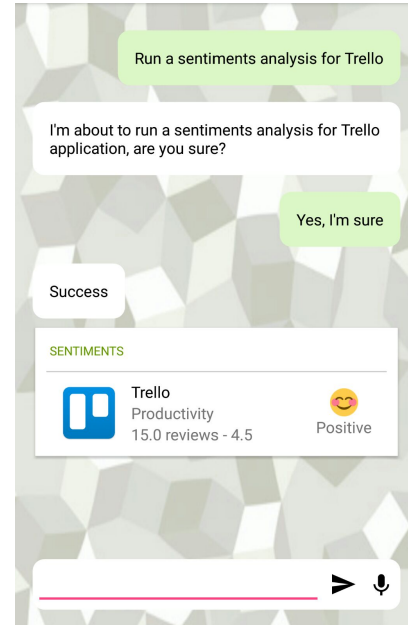 Run a sentiments analysis for Trello
I'm about to run a sentiments analysis for Trello
application, are you sure?
Yes, I'm sure
Success
SENTIMENTS
Trello
Productivity
15.0 reviews - 4.5
Positive